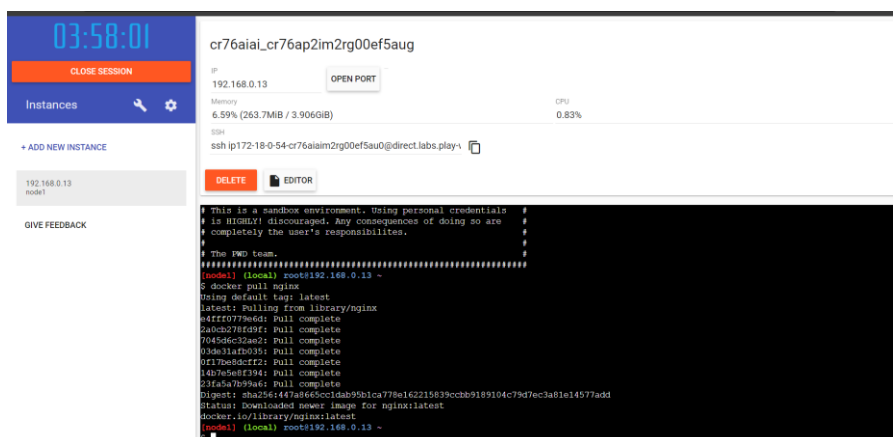 03:58:01
CLOSE SESSION
Instances
+ ADD NEW INSTANCE
192.168.0.13
node1
GIVE FEEDBACK
cr76aiai_cr76ap2im2rg00ef5aug
IP
192.168.0.13
OPEN PORT
Memory
6.59% (263.7MiB / 3.906GiB)
CPU
0.83%
SSH
ssh ip172-18-0-54-cr76aiaim2rg00ef5au0@direct.labs.play-
DELETE
EDITOR
# This is a sandbox environment. Using personal credentials #
# is HIGHLY! discouraged. Any consequences of doing so are #
# completely the user's responsibilites. #
# #
# The PWD team. #
###############################################################
[node1] (local) root@192.168.0.13 ~
$ docker pull nginx
Using default tag: latest
latest: Pulling from library/nginx
e4fff0779e6d: Pull complete
2a0cb278fd9f: Pull complete
7045d6c32ae2: Pull complete
03de31afb035: Pull complete
0f17be8dcff2: Pull complete
14b7e5e8f394: Pull complete
23fa5a7b99a6: Pull complete
Digest: sha256:447a8665cc1dab95b1ca778e162215839ccbb9189104c79d7ec3a81e14577add
Status: Downloaded newer image for nginx:latest
docker.io/library/nginx:latest
[node1] (local) root@192.168.0.13 ~
$